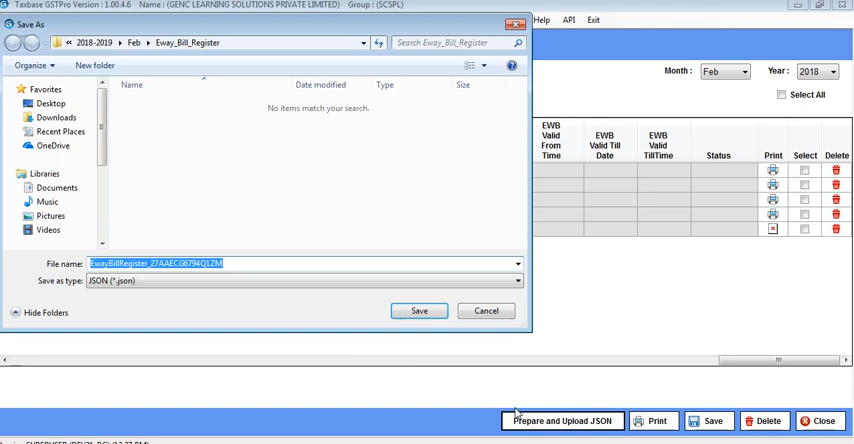 Taxbase GSTPro Version : 1.00.4.6 Name : (GENC LEARNING SOLUTIONS PRIVATE LIMITED) Group : (SCSPL)
Save As
Help API Exit
« 2018-2019 Feb Eway_Bill_Register
Search Eway_Bill_Register
Organize New folder
Month : Feb Year : 2018
Select All
Name Date modified Type Size
No items match your search.
Favorites
Desktop
Downloads
Recent Places
OneDrive
Libraries
Documents
Music
Pictures
Videos
EWB Valid From Time
EWB Valid Till Date
EWB Valid TillTime
Status Print Select Delete
File name: EwayBillRegister_27AAECG6794Q1ZM
Save as type: JSON (*.json)
Hide Folders Save Cancel
Prepare and Upload JSON Print Save Delete Close